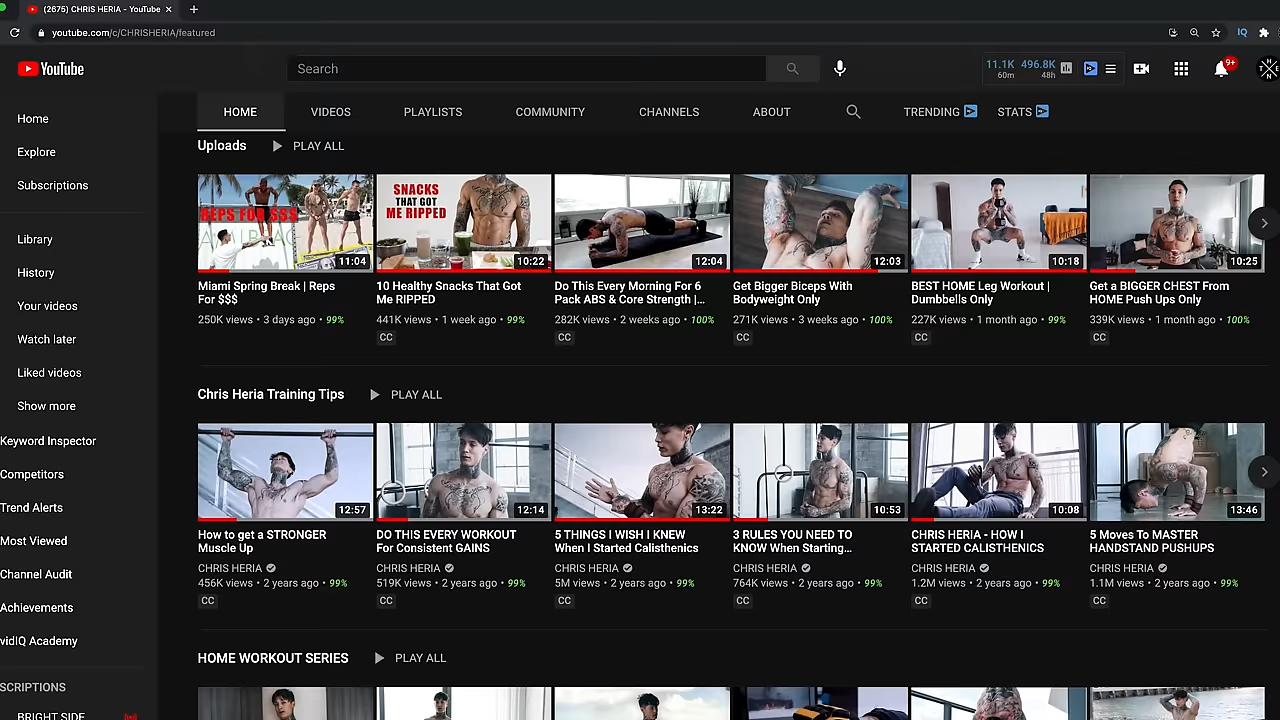 (2675) CHRIS HERIA - YouTube
youtube.com/c/CHRISHERIA/featured
IQ
YouTube
Search
11.1K 496.8K
60m 48h
9+
HOME VIDEOS PLAYLISTS COMMUNITY CHANNELS ABOUT TRENDING STATS
Home
Explore
Subscriptions
Library
History
Your videos
Watch later
Liked videos
Show more
Keyword Inspector
Competitors
Trend Alerts
Most Viewed
Channel Audit
Achievements
vidIQ Academy
SCRIPTIONS
BRIGHT SIDE
Uploads PLAY ALL
REPS FOR $$$
11:04
Miami Spring Break | Reps
For $$$
250K views • 3 days ago • 99%
SNACKS
THAT GOT
ME RIPPED
10:22
10 Healthy Snacks That Got
Me RIPPED
441K views • 1 week ago • 99%
CC
12:04
Do This Every Morning For 6
Pack ABS & Core Strength |...
282K views • 2 weeks ago • 100%
CC
12:03
Get Bigger Biceps With
Bodyweight Only
271K views • 3 weeks ago • 100%
CC
10:18
BEST HOME Leg Workout |
Dumbbells Only
227K views • 1 month ago • 99%
CC
10:25
Get a BIGGER CHEST From
HOME Push Ups Only
339K views • 1 month ago • 100%
CC
Chris Heria Training Tips PLAY ALL
12:57
How to get a STRONGER
Muscle Up
CHRIS HERIA
456K views • 2 years ago • 99%
CC
12:14
DO THIS EVERY WORKOUT
For Consistent GAINS
CHRIS HERIA
519K views • 2 years ago • 99%
CC
13:22
5 THINGS I WISH I KNEW
When I Started Calisthenics
CHRIS HERIA
5M views • 2 years ago • 99%
CC
10:53
3 RULES YOU NEED TO
KNOW When Starting...
CHRIS HERIA
764K views • 2 years ago • 99%
CC
10:08
CHRIS HERIA - HOW I
STARTED CALISTHENICS
CHRIS HERIA
1.2M views • 2 years ago • 99%
CC
13:46
5 Moves To MASTER
HANDSTAND PUSHUPS
CHRIS HERIA
1.1M views • 2 years ago • 99%
CC
HOME WORKOUT SERIES PLAY ALL